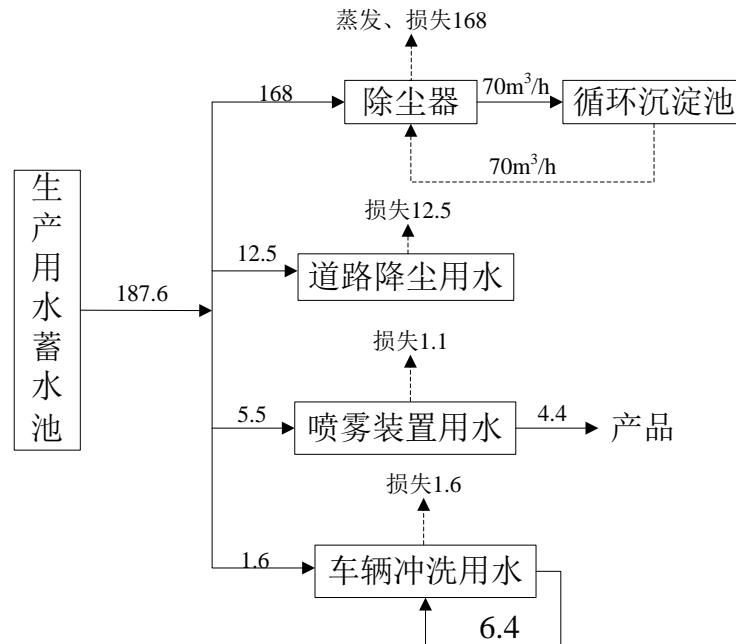 蒸发、损失168
168
除尘器
70m³/h
循环沉淀池
70m³/h
生产用水蓄水池
187.6
损失12.5
12.5
道路降尘用水
损失1.1
5.5
喷雾装置用水
4.4
产品
损失1.6
1.6
车辆冲洗用水
6.4